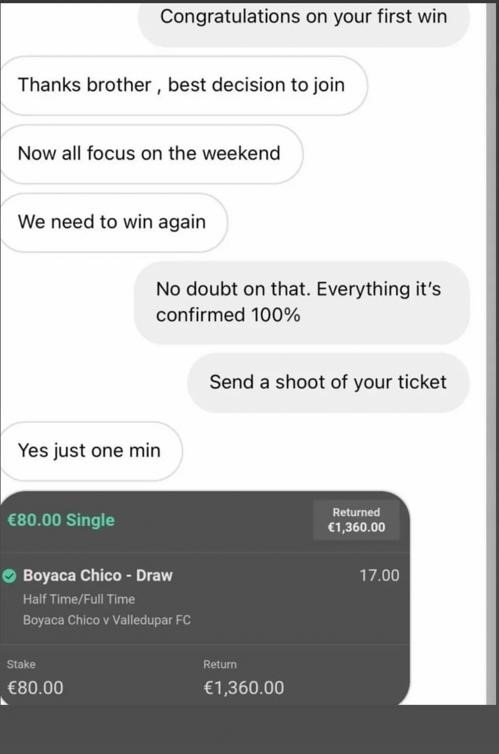 Congratulations on your first win
Thanks brother , best decision to join
Now all focus on the weekend
We need to win again
No doubt on that. Everything it's
confirmed 100%
Send a shoot of your ticket
Yes just one min
€80.00 Single
Returned
€1,360.00
Boyaca Chico - Draw 17.00
Half Time/Full Time
Boyaca Chico v Valledupar FC
Stake Return
€80.00 €1,360.00